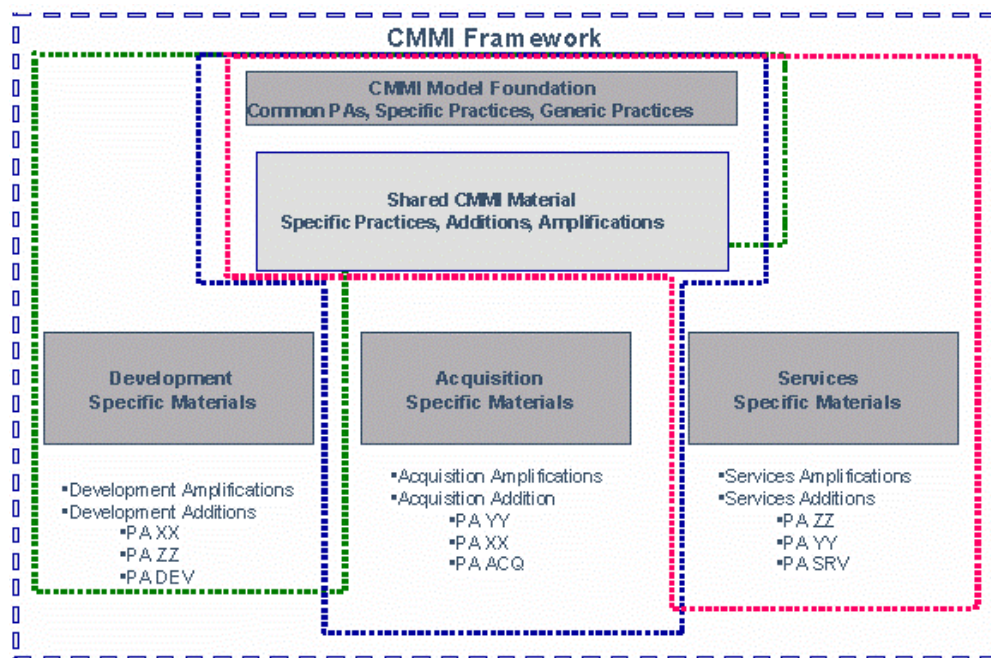 CMMI Framework
CMMI Model Foundation
Common PAs, Specific Practices, Generic Practices
Shared CMMI Material
Specific Practices, Additions, Amplifications
Development
Specific Materials
Acquisition
Specific Materials
Services
Specific Materials
▪Development Amplifications
▪Development Additions
▪PA XX
▪PA ZZ
▪PA DEV
▪Acquisition Amplifications
▪Acquisition Addition
▪PA YY
▪PA XX
▪PA ACQ
▪Services Amplifications
▪Services Additions
▪PA ZZ
▪PA YY
▪PA SRV